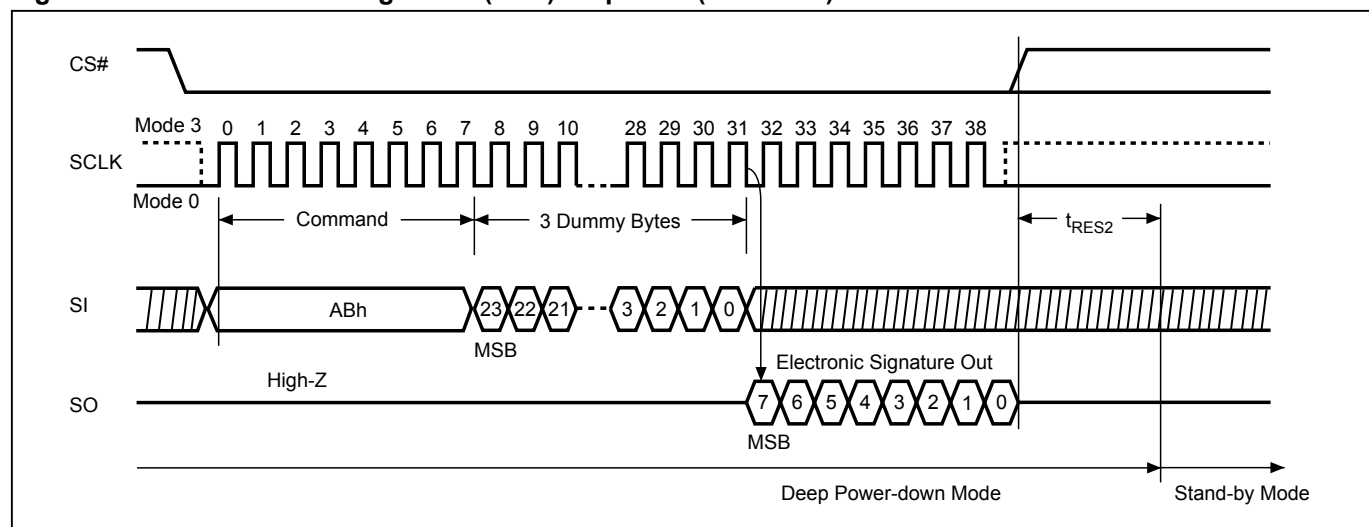 CS#
Mode 3 0 1 2 3 4 5 6 7 8 9 10 28 29 30 31 32 33 34 35 36 37 38
SCLK
Mode 0
Command 3 Dummy Bytes tRES2
SI ABh 23 22 21 3 2 1 0
MSB
Electronic Signature Out
High-Z
SO 7 6 5 4 3 2 1 0
MSB
Deep Power-down Mode Stand-by Mode